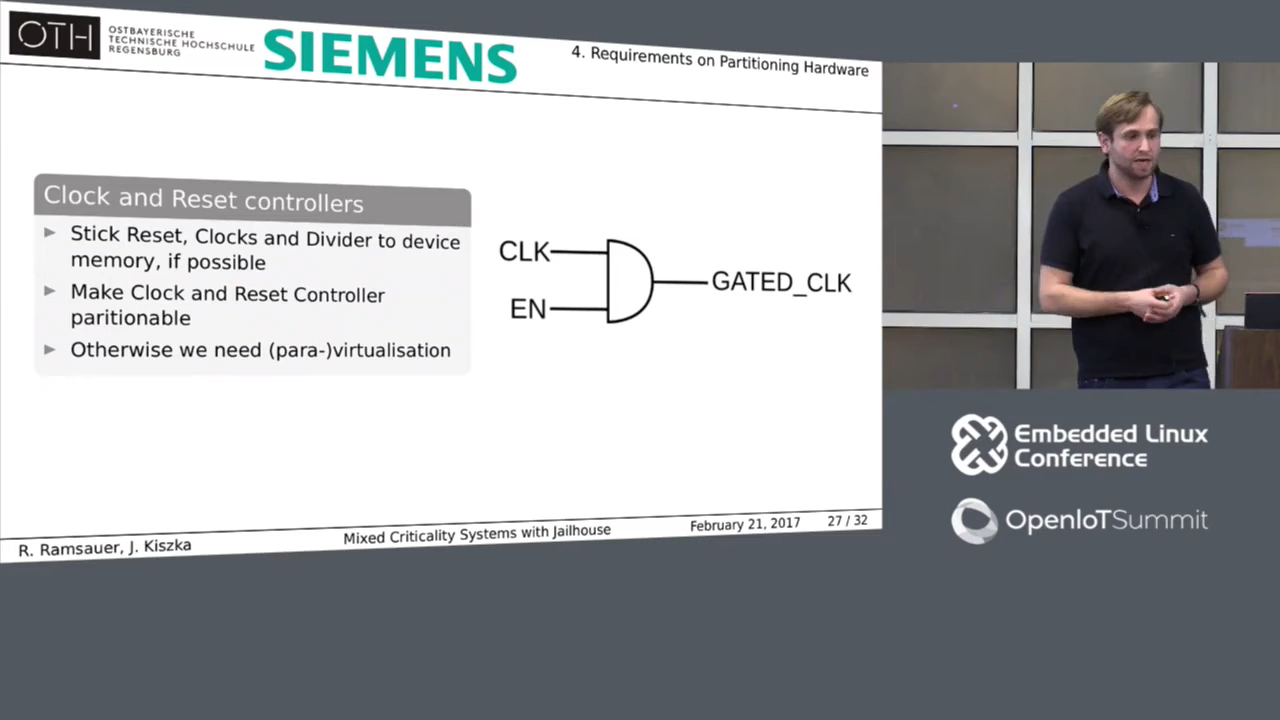 OTH
OSTBAYERISCHE
TECHNISCHE HOCHSCHULE
REGENSBURG
SIEMENS
4. Requirements on Partitioning Hardware
Clock and Reset controllers
Stick Reset, Clocks and Divider to device
memory, if possible
Make Clock and Reset Controller
paritionable
Otherwise we need (para-)virtualisation
CLK
EN
GATED_CLK
R. Ramsauer, J. Kiszka
Mixed Criticality Systems with Jailhouse
February 21, 2017
27 / 32
Embedded Linux
Conference
OpenIoTSummit